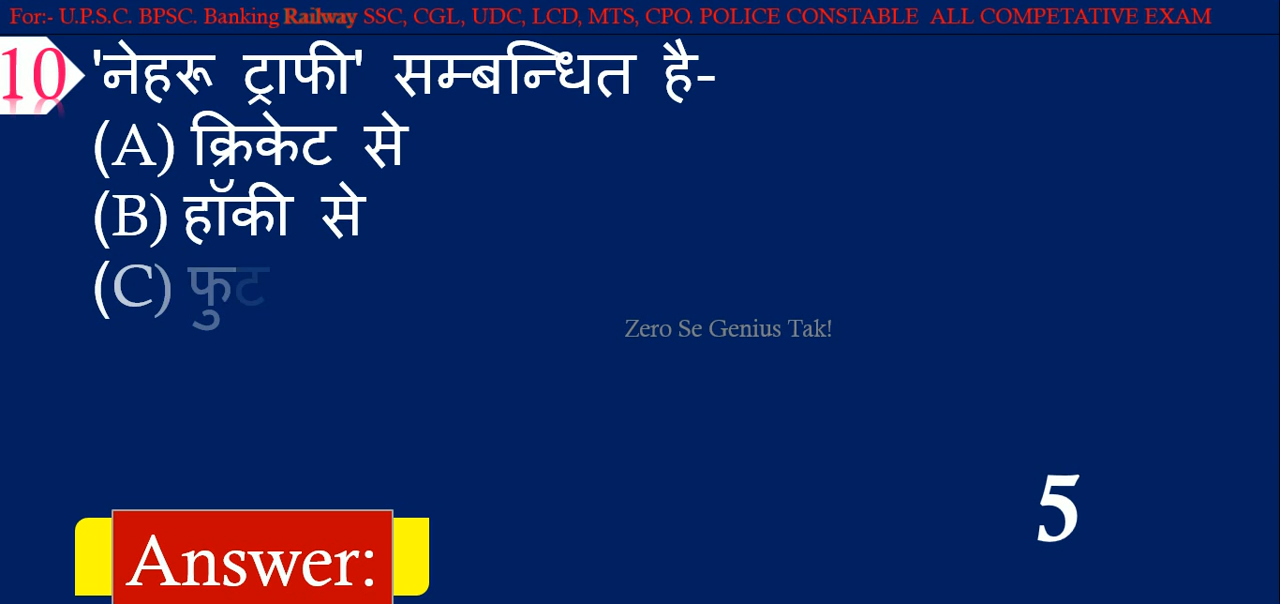 For:- U.P.S.C. BPSC. Banking Railway SSC, CGL, UDC, LCD, MTS, CPO. POLICE CONSTABLE ALL COMPETATIVE EXAM
10 'नेहरू ट्राफी' सम्बन्धित है-
(A) क्रिकेट से
(B) हॉकी से
(C) फुट
Zero Se Genius Tak!
5
Answer: